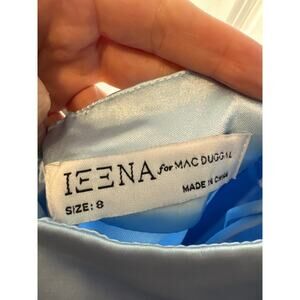 IEENA for MAC DUGGAL
SIZE: 8
MADE IN CHINA